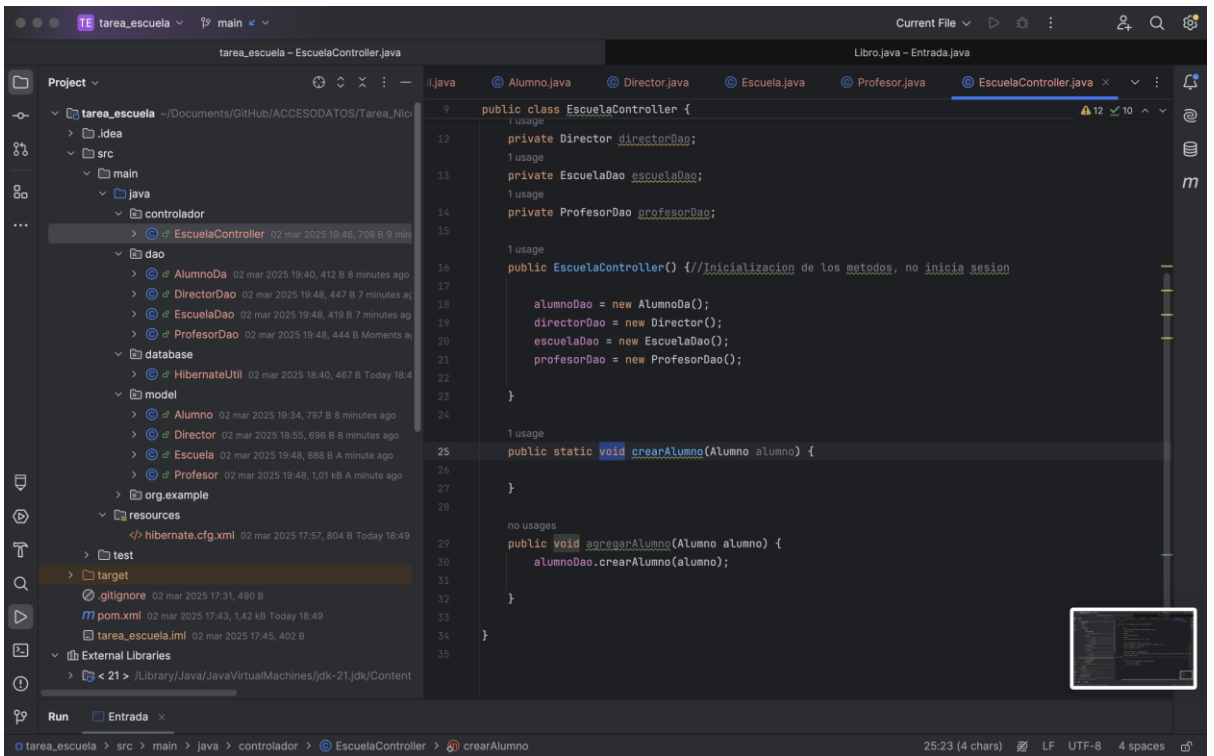 TE tarea_escuela main Current File
tarea_escuela – EscuelaController.java Libro.java – Entrada.java
Project
il.java Alumno.java Director.java Escuela.java Profesor.java EscuelaController.java
tarea_escuela ~/Documents/GitHub/ACCESODATOS/Tarea_Nic
.idea
src
main
java
controlador
EscuelaController 02 mar 2025 19:46, 708 B 9 min
dao
AlumnoDa 02 mar 2025 19:40, 412 B 8 minutes ago
DirectorDao 02 mar 2025 19:48, 447 B 7 minutes ag
EscuelaDao 02 mar 2025 19:48, 419 B 7 minutes ag
ProfesorDao 02 mar 2025 19:48, 444 B Moments a
database
HibernateUtil 02 mar 2025 18:40, 467 B Today 18:4
model
Alumno 02 mar 2025 19:34, 797 B 8 minutes ago
Director 02 mar 2025 18:55, 696 B 8 minutes ago
Escuela 02 mar 2025 19:48, 888 B A minute ago
Profesor 02 mar 2025 19:48, 1,01 kB A minute ago
org.example
resources
hibernate.cfg.xml 02 mar 2025 17:57, 804 B Today 18:49
test
target
.gitignore 02 mar 2025 17:31, 490 B
m pom.xml 02 mar 2025 17:43, 1,42 kB Today 18:49
tarea_escuela.iml 02 mar 2025 17:45, 402 B
External Libraries
< 21 > /Library/Java/JavaVirtualMachines/jdk-21.jdk/Content
9 public class EscuelaController {
12 10
1 usage
12 private Director directorDao;
1 usage
13 private EscuelaDao escuelaDao;
1 usage
14 private ProfesorDao profesorDao;
15
1 usage
16 public EscuelaController() {//Inicializacion de los metodos, no inicia sesion
17
18 alumnoDao = new AlumnoDa();
19 directorDao = new Director();
20 escuelaDao = new EscuelaDao();
21 profesorDao = new ProfesorDao();
22
23 }
24
1 usage
25 public static void crearAlumno(Alumno alumno) {
26
27 }
28
no usages
29 public void agregarAlumno(Alumno alumno) {
30 alumnoDao.crearAlumno(alumno);
31
32 }
33
34 }
35
m
Run Entrada
tarea_escuela > src > main > java > controlador > EscuelaController > crearAlumno 25:23 (4 chars) LF UTF-8 4 spaces